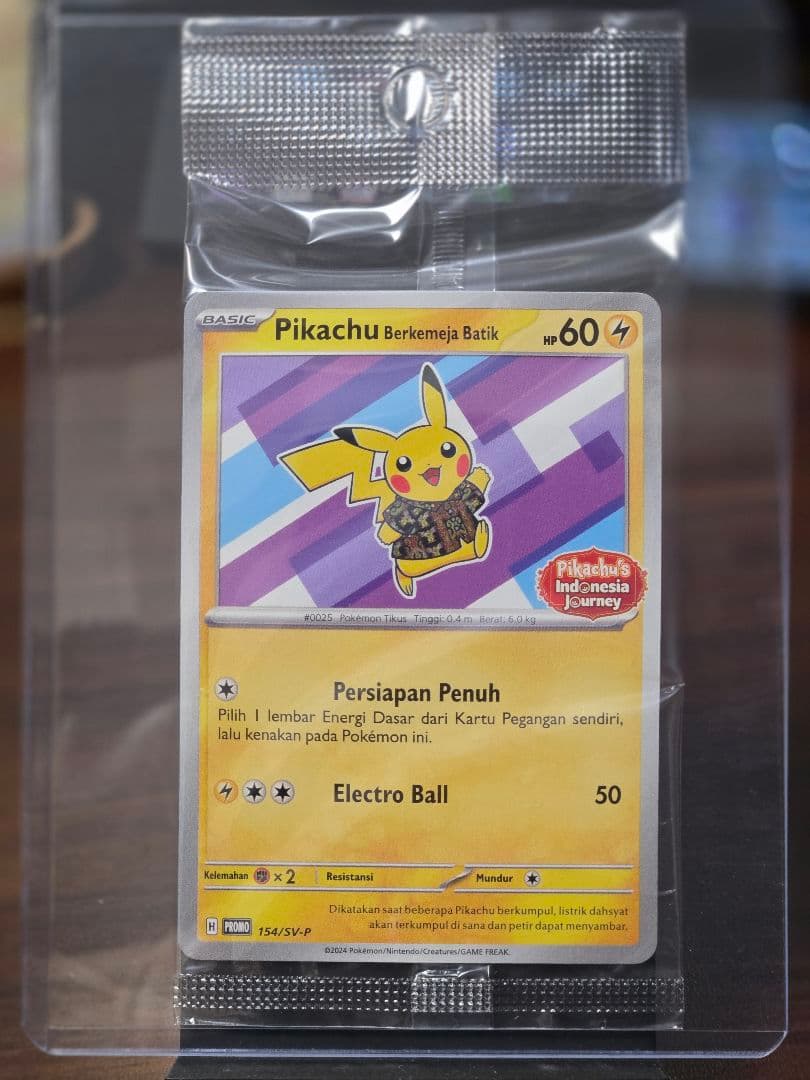 BASIC Pikachu Berkemeja Batik HP 60
Pikachu's
Indonesia
Journey
#0025 Pokémon Tikus Tinggi: 0.4 m Berat: 6.0 kg
Persiapan Penuh
Pilih 1 lembar Energi Dasar dari Kartu Pegangan sendiri,
lalu kenakan pada Pokémon ini.
Electro Ball 50
Kelemahan ×2 Resistansi Mundur
Dikatakan saat beberapa Pikachu berkumpul, listrik dahsyat
akan terkumpul di sana dan petir dapat menyambar.
H PROMO 154/SV-P
©2024 Pokémon/Nintendo/Creatures/GAME FREAK.